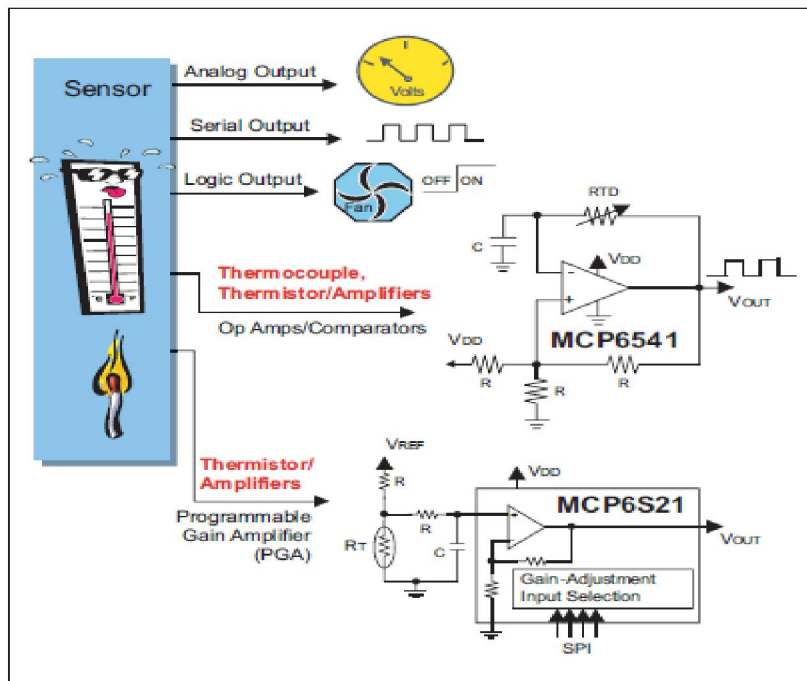 Sensor
Analog Output
Volts
Serial Output
Logic Output
Fan
OFF
ON
Thermocouple,
Thermistor/Amplifiers
Op Amps/Comparators
RTD
C
VDD
-
+
VOUT
MCP6541
VDD
R
R
R
Thermistor/
Amplifiers
Programmable
Gain Amplifier
(PGA)
VREF
R
R
RT
C
VDD
MCP6S21
+
-
VOUT
Gain-Adjustment
Input Selection
SPI